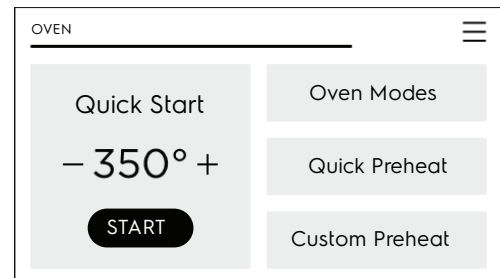 OVEN
Quick Start
– 350° +
START
Oven Modes
Quick Preheat
Custom Preheat